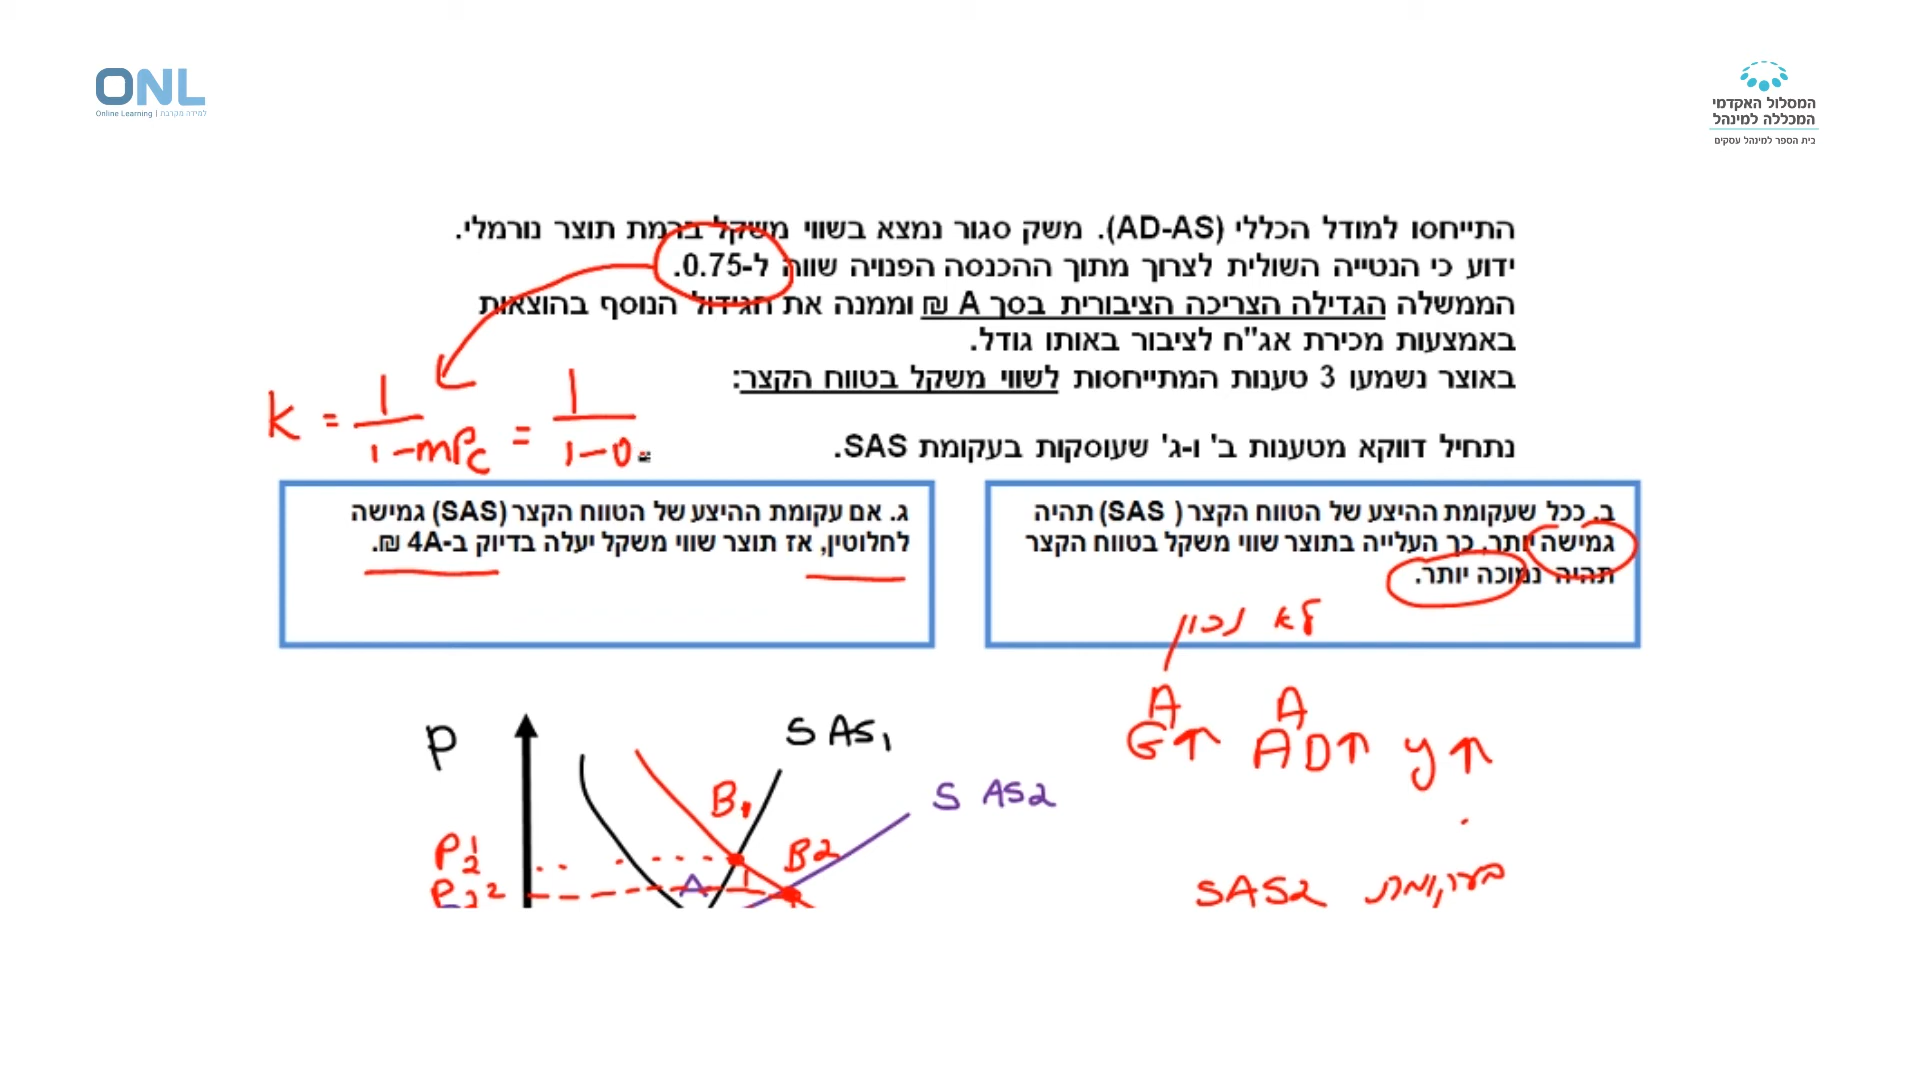 ONL
Online Learning | למידה מקרבת
המסלול האקדמי
המכללה למינהל
בית הספר למינהל עסקים
התייחסו למודל הכללי (AD-AS). משק סגור נמצא בשווי משקל ברמת תוצר נורמלי.
ידוע כי הנטייה השולית לצרוך מתוך ההכנסה הפנויה שווה ל-0.75.
הממשלה הגדילה הצריכה הציבורית בסך A ₪ וממנה את הגידול הנוסף בהוצאות
באמצעות מכירת אג"ח לציבור באותו גודל.
באוצר נשמעו 3 טענות המתייחסות לשווי משקל בטווח הקצר:
k = 1/1-mpc = 1/1-0.
נתחיל דווקא מטענות ב' ו-ג' שעוסקות בעקומת SAS.
ב. ככל שעקומת ההיצע של הטווח הקצר ( SAS) תהיה
גמישה יותר, כך העלייה בתוצר שווי משקל בטווח הקצר
תהיה נמוכה יותר.
לא נכון
ג. אם עקומת ההיצע של הטווח הקצר (SAS) גמישה
לחלוטין, אז תוצר שווי משקל יעלה בדיוק ב-4A ₪.
A A
G↑ AD↑ y↑
בעקומת SAS2
P
SAS1
SAS2
B1
B2
P2 1
P2 2
A